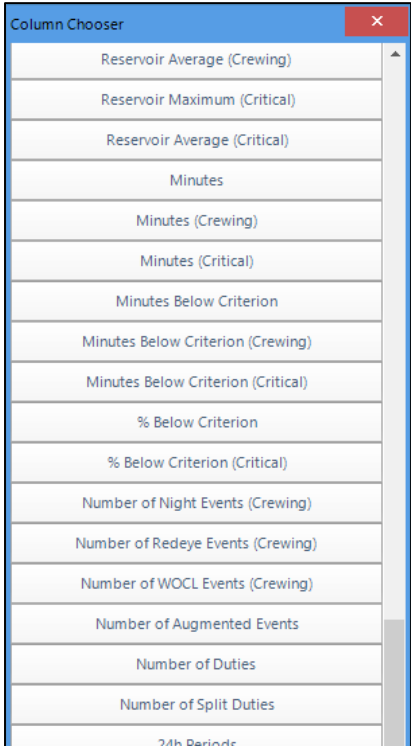 Column Chooser
Reservoir Average (Crewing)
Reservoir Maximum (Critical)
Reservoir Average (Critical)
Minutes
Minutes (Crewing)
Minutes (Critical)
Minutes Below Criterion
Minutes Below Criterion (Crewing)
Minutes Below Criterion (Critical)
% Below Criterion
% Below Criterion (Critical)
Number of Night Events (Crewing)
Number of Redeye Events (Crewing)
Number of WOCL Events (Crewing)
Number of Augmented Events
Number of Duties
Number of Split Duties
24h Periods